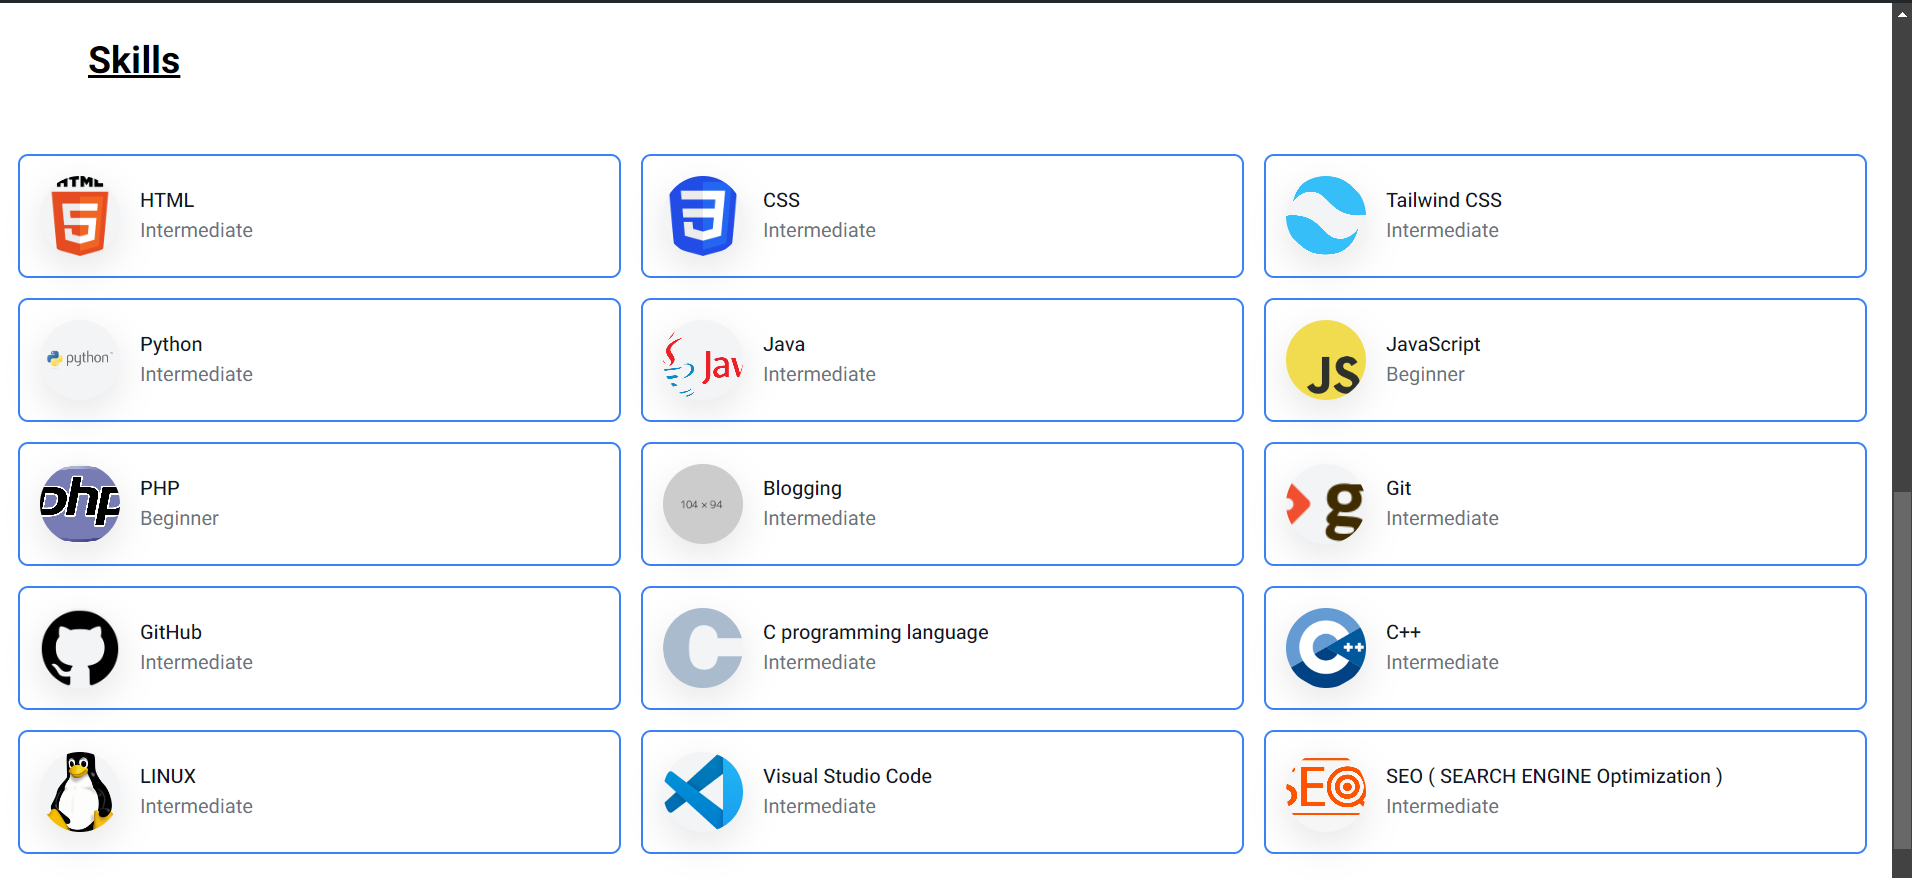 Skills
HTML
HTML
Intermediate
CSS
Intermediate
Tailwind CSS
Intermediate
python
Python
Intermediate
Jav
Java
Intermediate
JS
JavaScript
Beginner
php
PHP
Beginner
104 × 94
Blogging
Intermediate
g
Git
Intermediate
GitHub
Intermediate
C
C programming language
Intermediate
C++
C++
Intermediate
LINUX
Intermediate
Visual Studio Code
Intermediate
SEO
SEO ( SEARCH ENGINE Optimization )
Intermediate